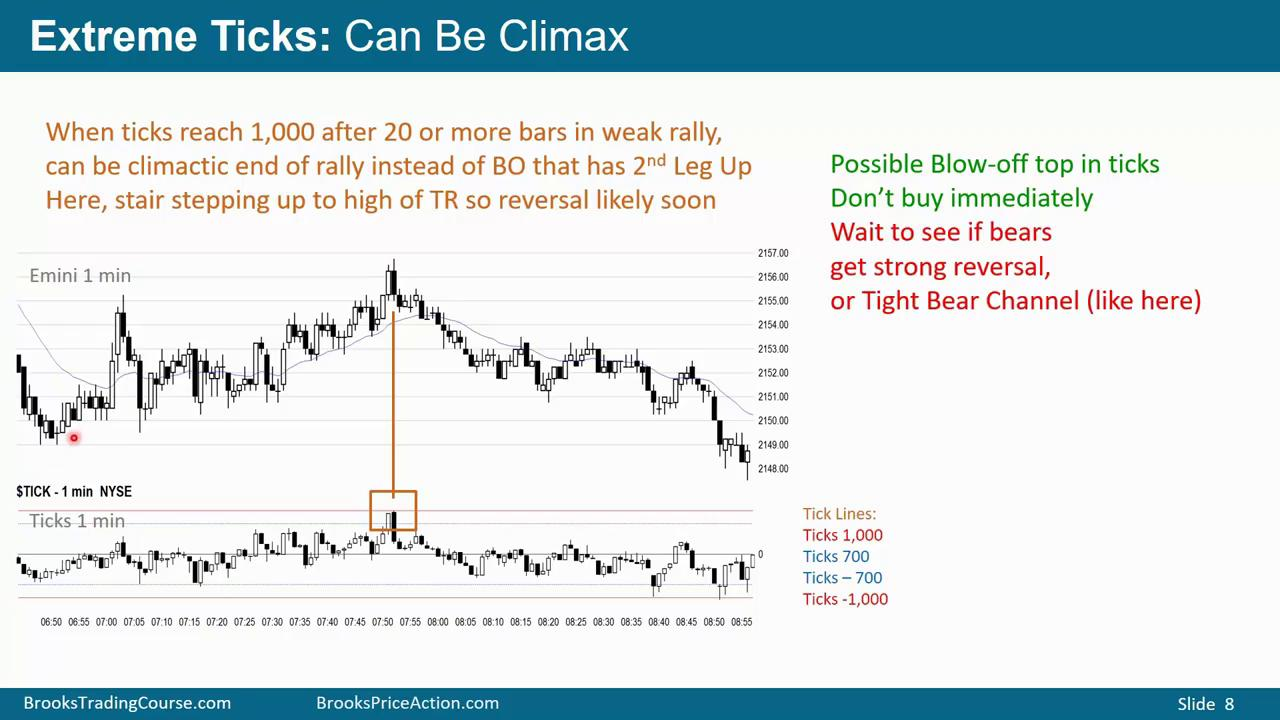 Extreme Ticks: Can Be Climax
When ticks reach 1,000 after 20 or more bars in weak rally,
can be climactic end of rally instead of BO that has 2nd Leg Up
Here, stair stepping up to high of TR so reversal likely soon
Possible Blow-off top in ticks
Don't buy immediately
Wait to see if bears
get strong reversal,
or Tight Bear Channel (like here)
Emini 1 min
2157.00
2156.00
2155.00
2154.00
2153.00
2152.00
2151.00
2150.00
2149.00
2148.00
$TICK - 1 min NYSE
Ticks 1 min
0
Tick Lines:
Ticks 1,000
Ticks 700
Ticks – 700
Ticks -1,000
06:50 06:55 07:00 07:05 07:10 07:15 07:20 07:25 07:30 07:35 07:40 07:45 07:50 07:55 08:00 08:05 08:10 08:15 08:20 08:25 08:30 08:35 08:40 08:45 08:50 08:55
BrooksTradingCourse.com BrooksPriceAction.com Slide 8